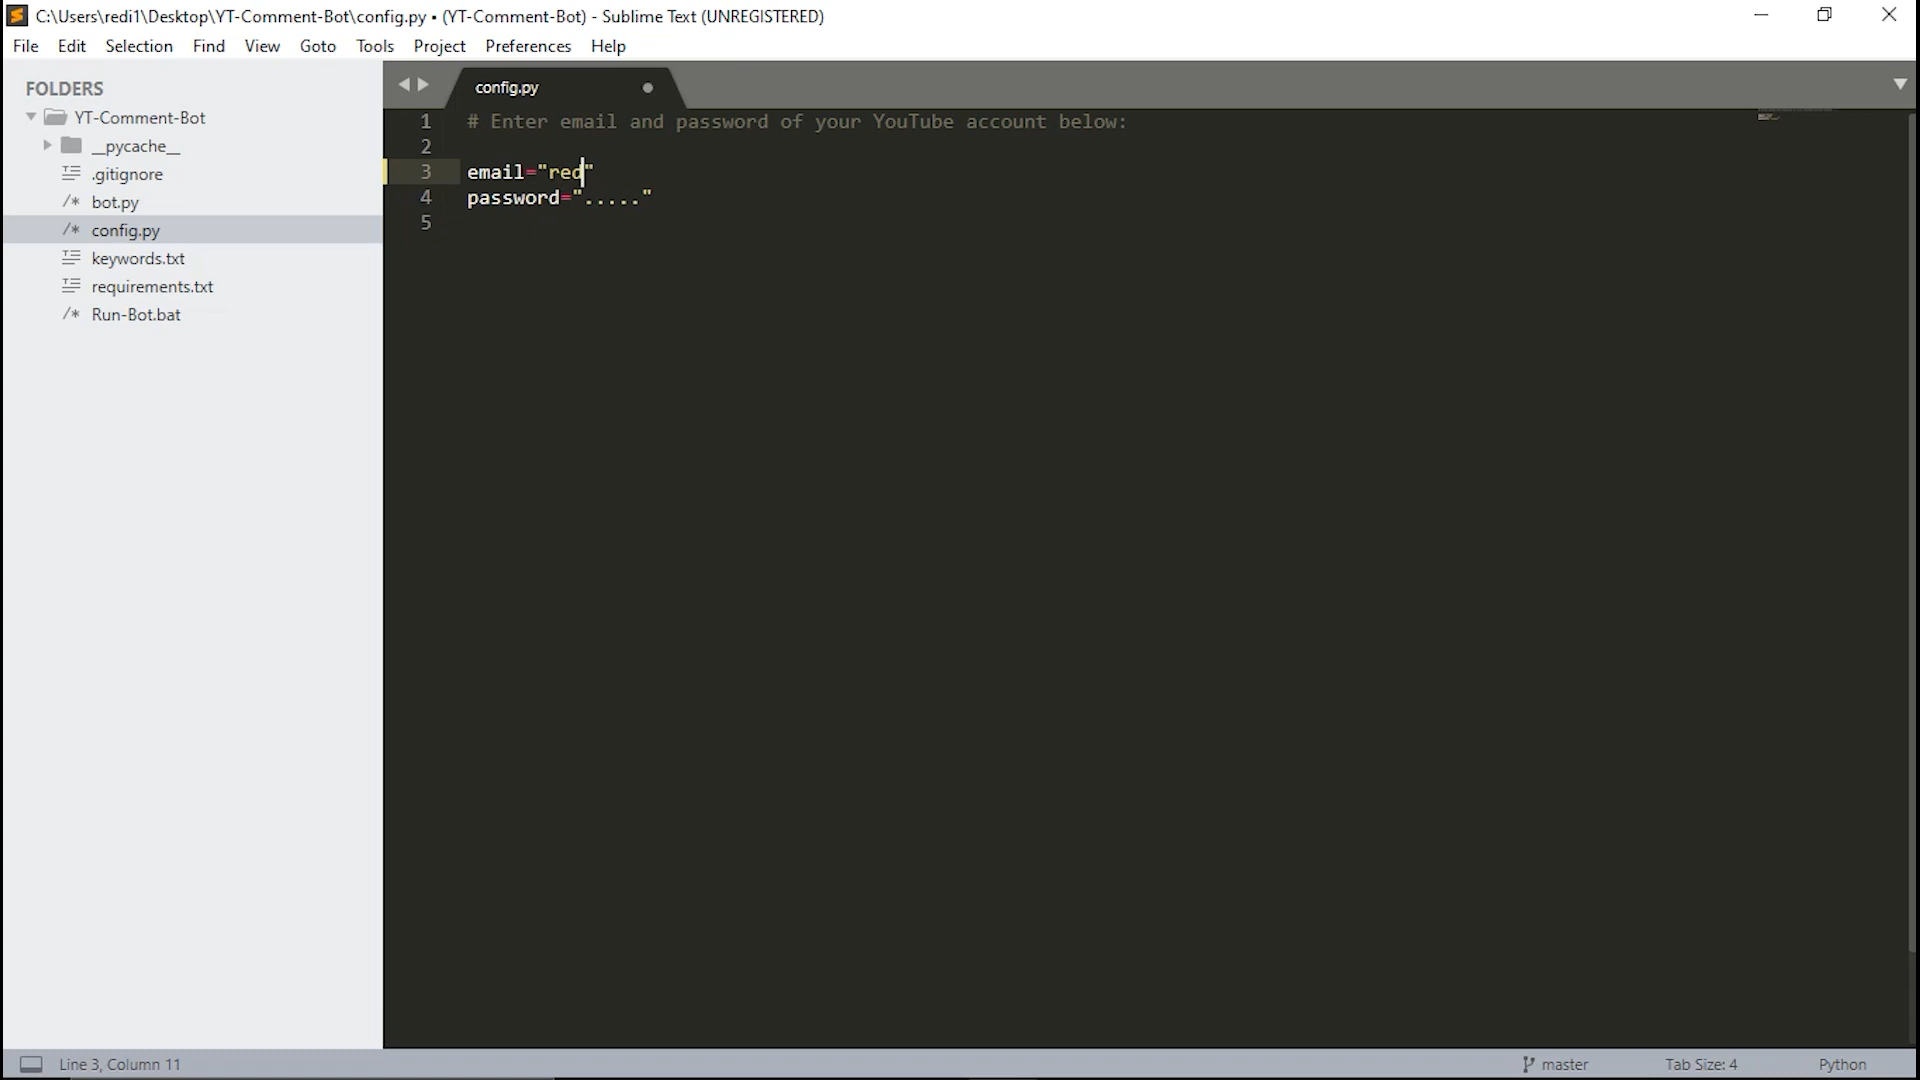 C:\Users\redi1\Desktop\YT-Comment-Bot\config.py • (YT-Comment-Bot) - Sublime Text (UNREGISTERED)
File Edit Selection Find View Goto Tools Project Preferences Help
FOLDERS
YT-Comment-Bot
__pycache__
.gitignore
/* bot.py
/* config.py
keywords.txt
requirements.txt
/* Run-Bot.bat
config.py
1 # Enter email and password of your YouTube account below:
2
3 email="red"
4 password="....."
5
Line 3, Column 11
master
Tab Size: 4
Python